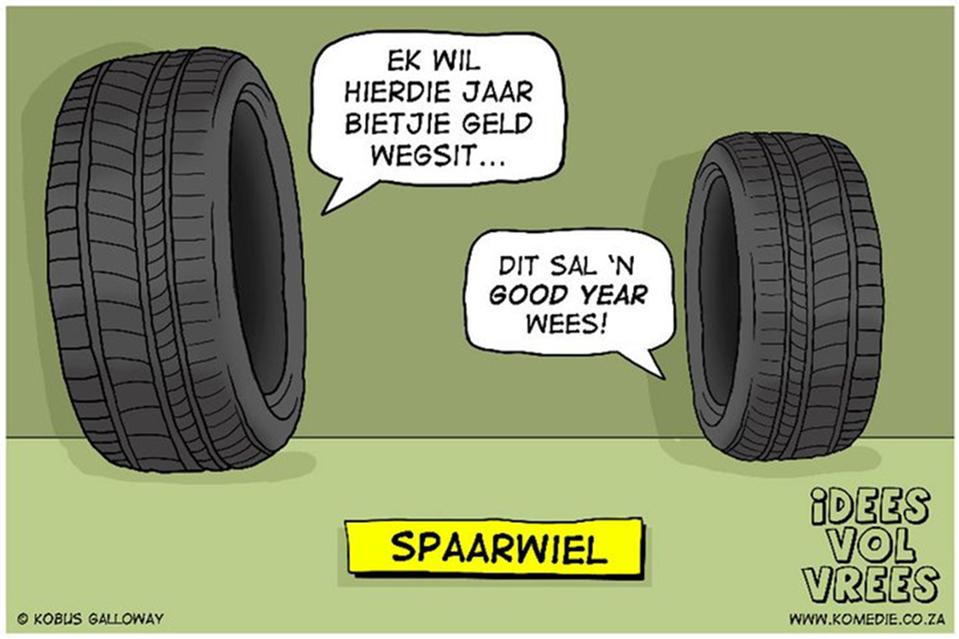 EK WIL
HIERDIE JAAR
BIETJIE GELD
WEGSIT...
DIT SAL 'N
GOOD YEAR
WEES!
SPAARWIEL
iDEES
VOL
VREES
© KOBUS GALLOWAY
WWW.KOMEDIE.CO.ZA